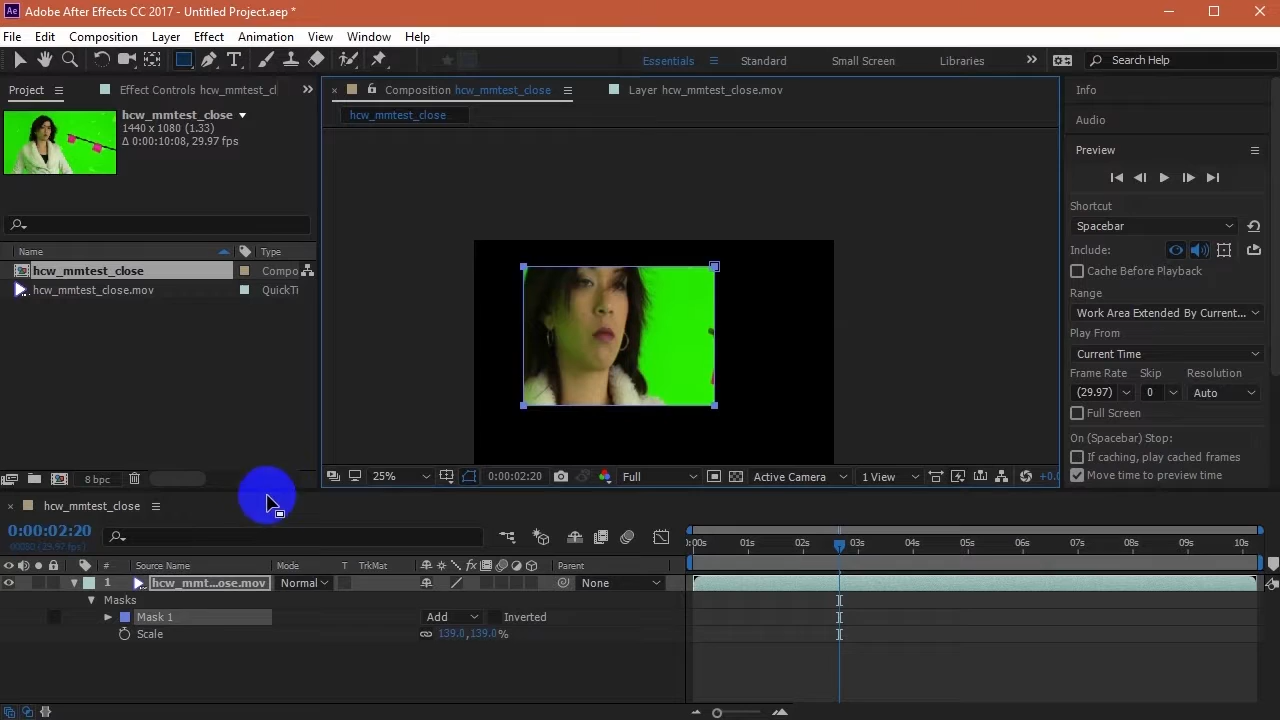 Ae Adobe After Effects CC 2017 - Untitled Project.aep *
File Edit Composition Layer Effect Animation View Window Help
T Essentials Standard Small Screen Libraries Search Help
Project Effect Controls hcw_mmtest_cl Composition hcw_mmtest_close Layer hcw_mmtest_close.mov Info
hcw_mmtest_close
1440 x 1080 (1.33)
Δ 0:00:10:08, 29.97 fps
hcw_mmtest_close
Audio
Preview
Shortcut
Spacebar
Include:
Cache Before Playback
Range
Work Area Extended By Current...
Play From
Current Time
Frame Rate Skip Resolution
(29.97) 0 Auto
Full Screen
On (Spacebar) Stop:
If caching, play cached frames
Move time to preview time
Name Type
hcw_mmtest_close Compo
hcw_mmtest_close.mov QuickTi
8 bpc
25% 0:00:02:20 Full Active Camera 1 View +0.0
hcw_mmtest_close
0:00:02:20
00080 (29.97 fps)
# Source Name Mode T TrkMat fx Parent
1 hcw_mmt...ose.mov Normal None
Masks
Mask 1 Add Inverted
Scale 139.0,139.0%
:00s 01s 02s 03s 04s 05s 06s 07s 08s 09s 10s